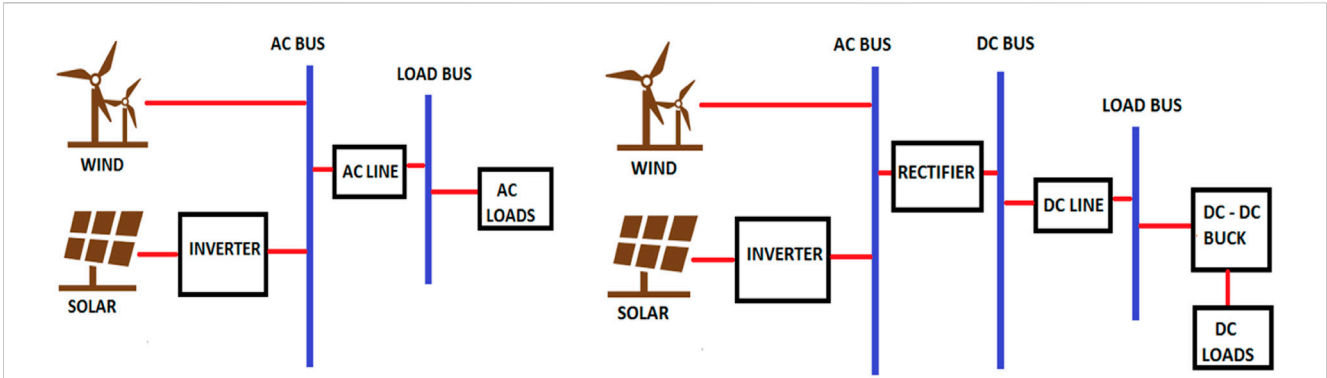 AC BUS
LOAD BUS
WIND
AC LINE
AC
LOADS
INVERTER
SOLAR
AC BUS
DC BUS
LOAD BUS
WIND
RECTIFIER
DC LINE
DC - DC
BUCK
INVERTER
SOLAR
DC
LOADS